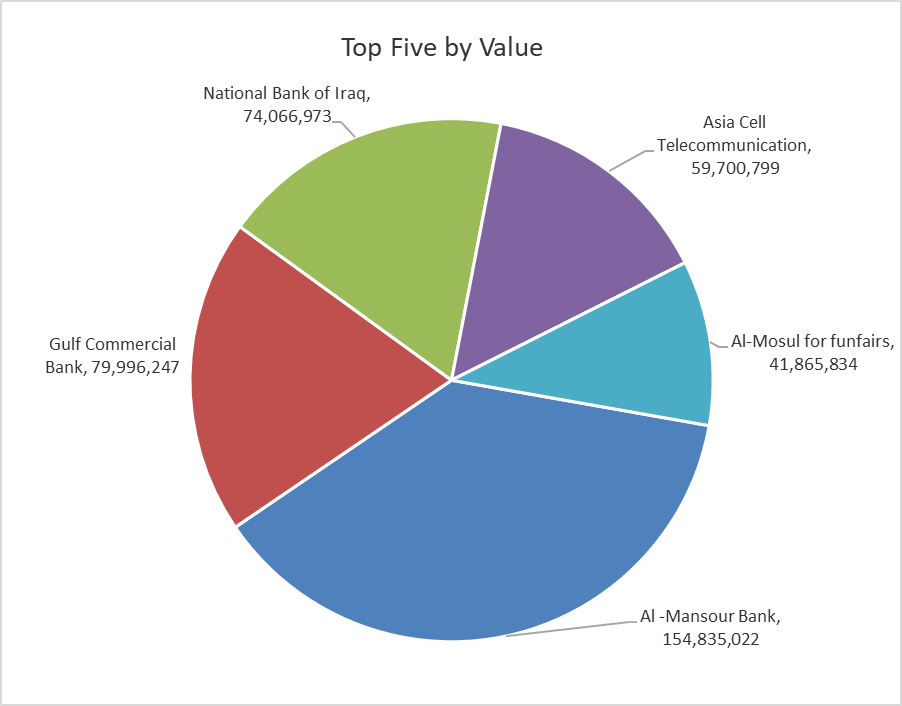 Top Five by Value
National Bank of Iraq,
74,066,973
Asia Cell
Telecommunication,
59,700,799
Gulf Commercial
Bank, 79,996,247
Al-Mosul for funfairs,
41,865,834
Al -Mansour Bank,
154,835,022